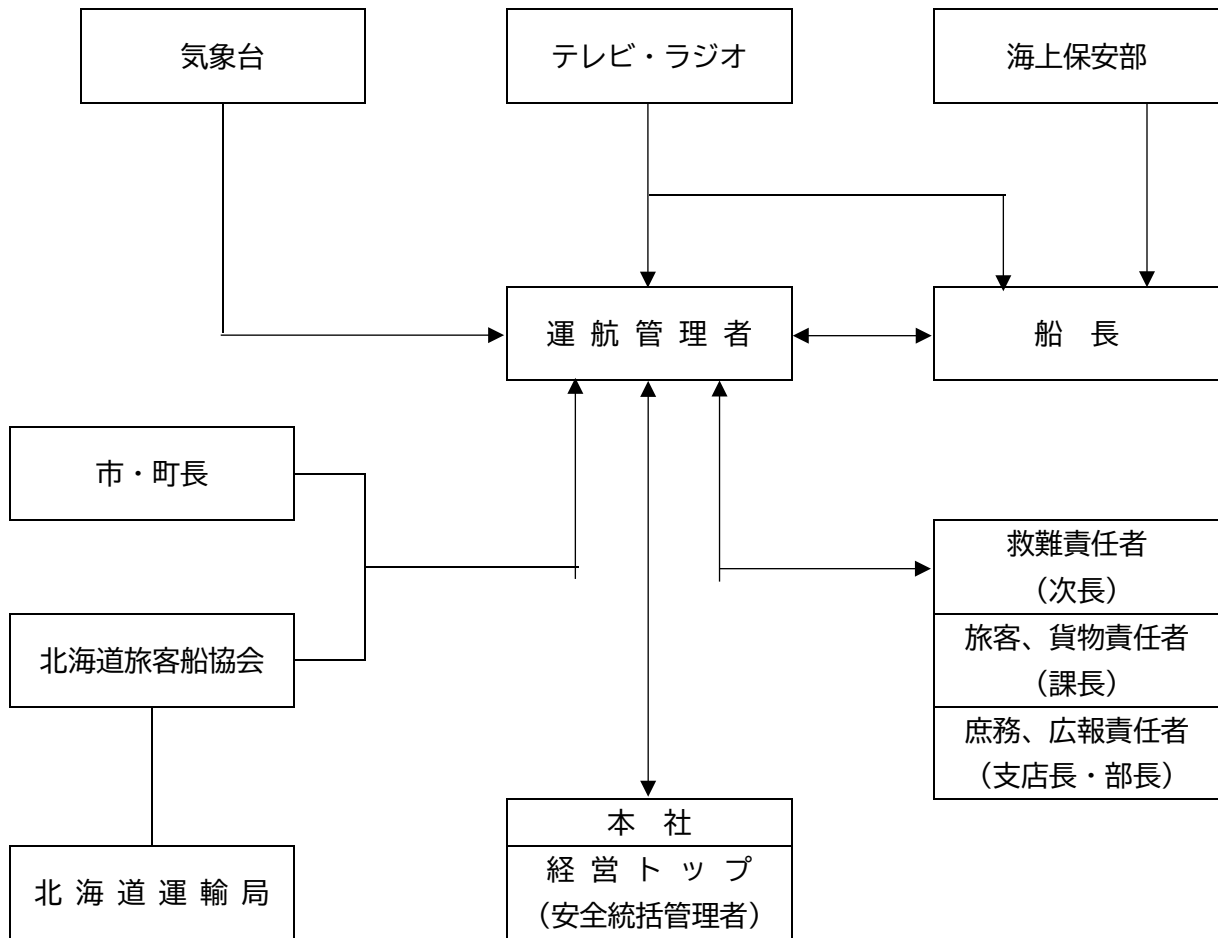 気象台
テレビ・ラジオ
海上保安部
運 航 管 理 者
船　長
市・町長
救難責任者
（次長）
北海道旅客船協会
旅客、貨物責任者
（課長）
庶務、広報責任者
（支店長・部長）
本　社
北 海 道 運 輸 局
経 営 ト ッ プ
（安全統括管理者）